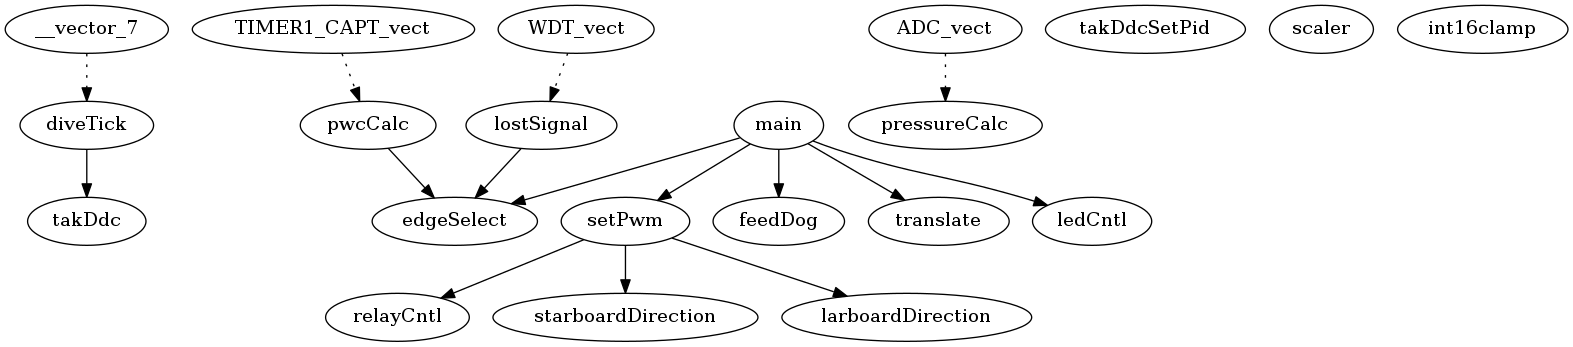 __vector_7
TIMER1_CAPT_vect
WDT_vect
ADC_vect
takDdcSetPid
scaler
int16clamp
diveTick
pwcCalc
lostSignal
main
pressureCalc
takDdc
edgeSelect
setPwm
feedDog
translate
ledCntl
relayCntl
starboardDirection
larboardDirection